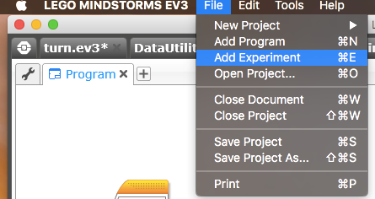 LEGO MINDSTORMS EV3 File Edit Tools Help
turn.ev3* DataUtilit
Program
New Project
Add Program ⌘N
Add Experiment ⌘E
Open Project... ⌘O
Close Document ⌘W
Close Project ⇧⌘W
Save Project ⌘S
Save Project As... ⇧⌘S
Print ⌘P